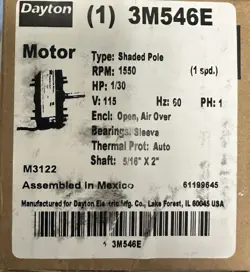 Dayton (1) 3M546E
Motor
Type: Shaded Pole
RPM: 1550 (1 spd.)
HP: 1/30
V: 115 Hz: 60 PH: 1
Encl: Open, Air Over
Bearings: Sleeve
Thermal Prot: Auto
Shaft: 5/16" X 2"
M3122
Assembled In Mexico 61199645
Manufactured for Dayton Electric Mfg. Co., Lake Forest, IL 60045 USA
3M546E